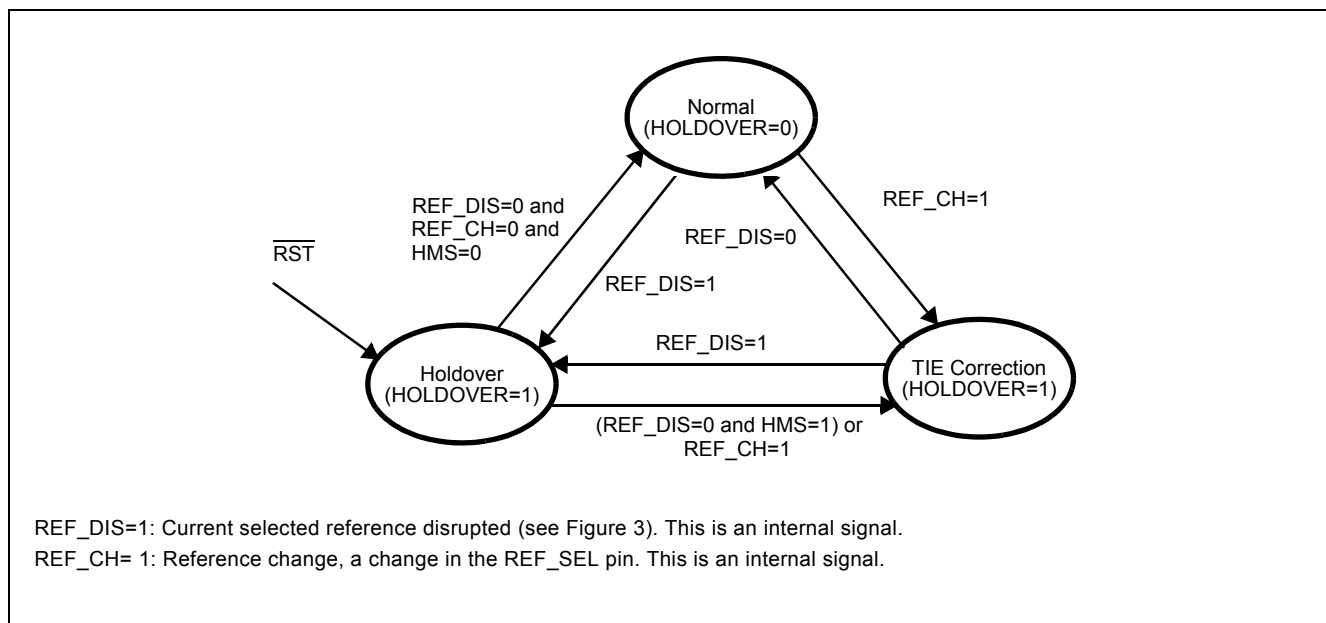 Normal
(HOLDOVER=0)
REF_DIS=0 and
REF_CH=0 and
HMS=0
REF_CH=1
REF_DIS=0
RST
REF_DIS=1
REF_DIS=1
Holdover
(HOLDOVER=1)
TIE Correction
(HOLDOVER=1)
(REF_DIS=0 and HMS=1) or
REF_CH=1
REF_DIS=1: Current selected reference disrupted (see Figure 3). This is an internal signal.
REF_CH= 1: Reference change, a change in the REF_SEL pin. This is an internal signal.